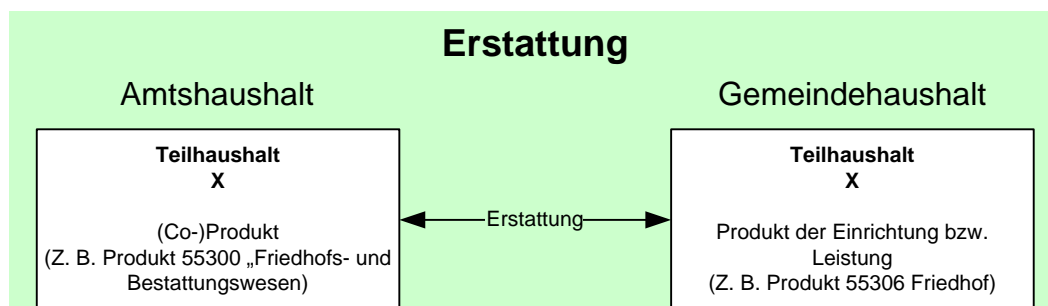 Erstattung
Amtshaushalt
Gemeindehaushalt
Teilhaushalt
X
(Co-)Produkt
(Z. B. Produkt 55300 „Friedhofs- und
Bestattungswesen)
Erstattung
Teilhaushalt
X
Produkt der Einrichtung bzw.
Leistung
(Z. B. Produkt 55306 Friedhof)